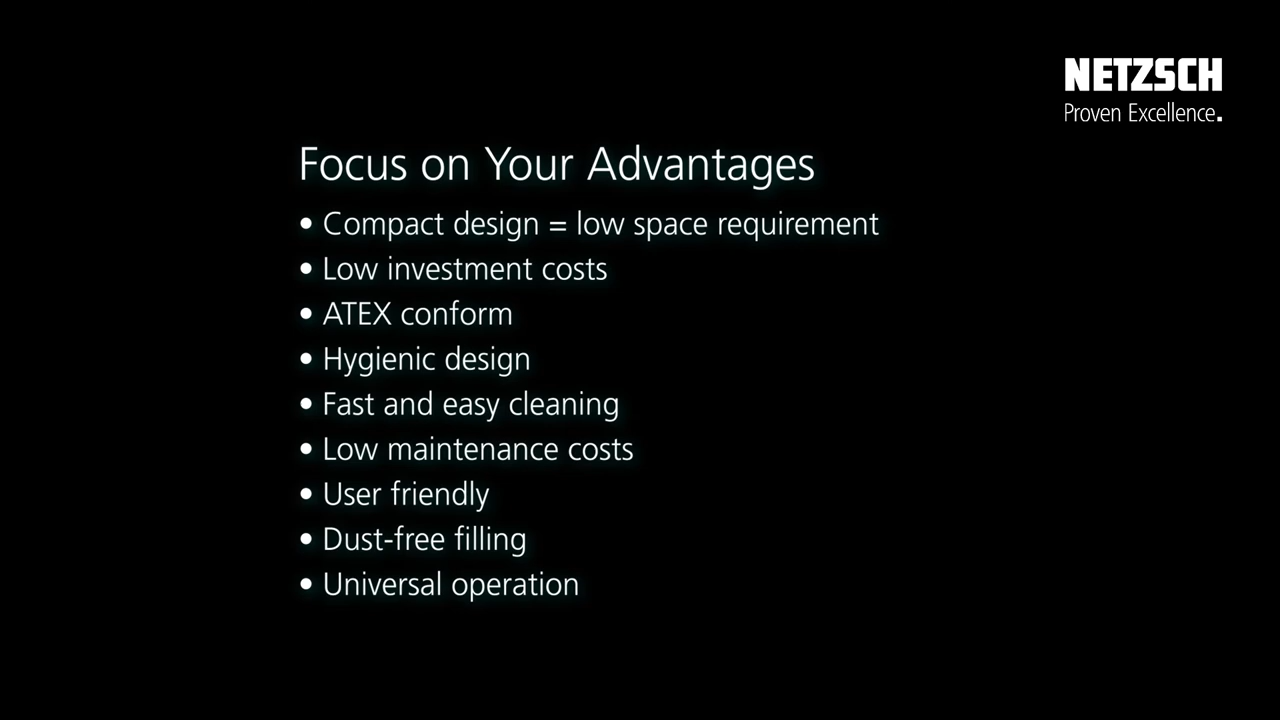 NETZSCH
Proven Excellence.
Focus on Your Advantages
• Compact design = low space requirement
• Low investment costs
• ATEX conform
• Hygienic design
• Fast and easy cleaning
• Low maintenance costs
• User friendly
• Dust-free filling
• Universal operation